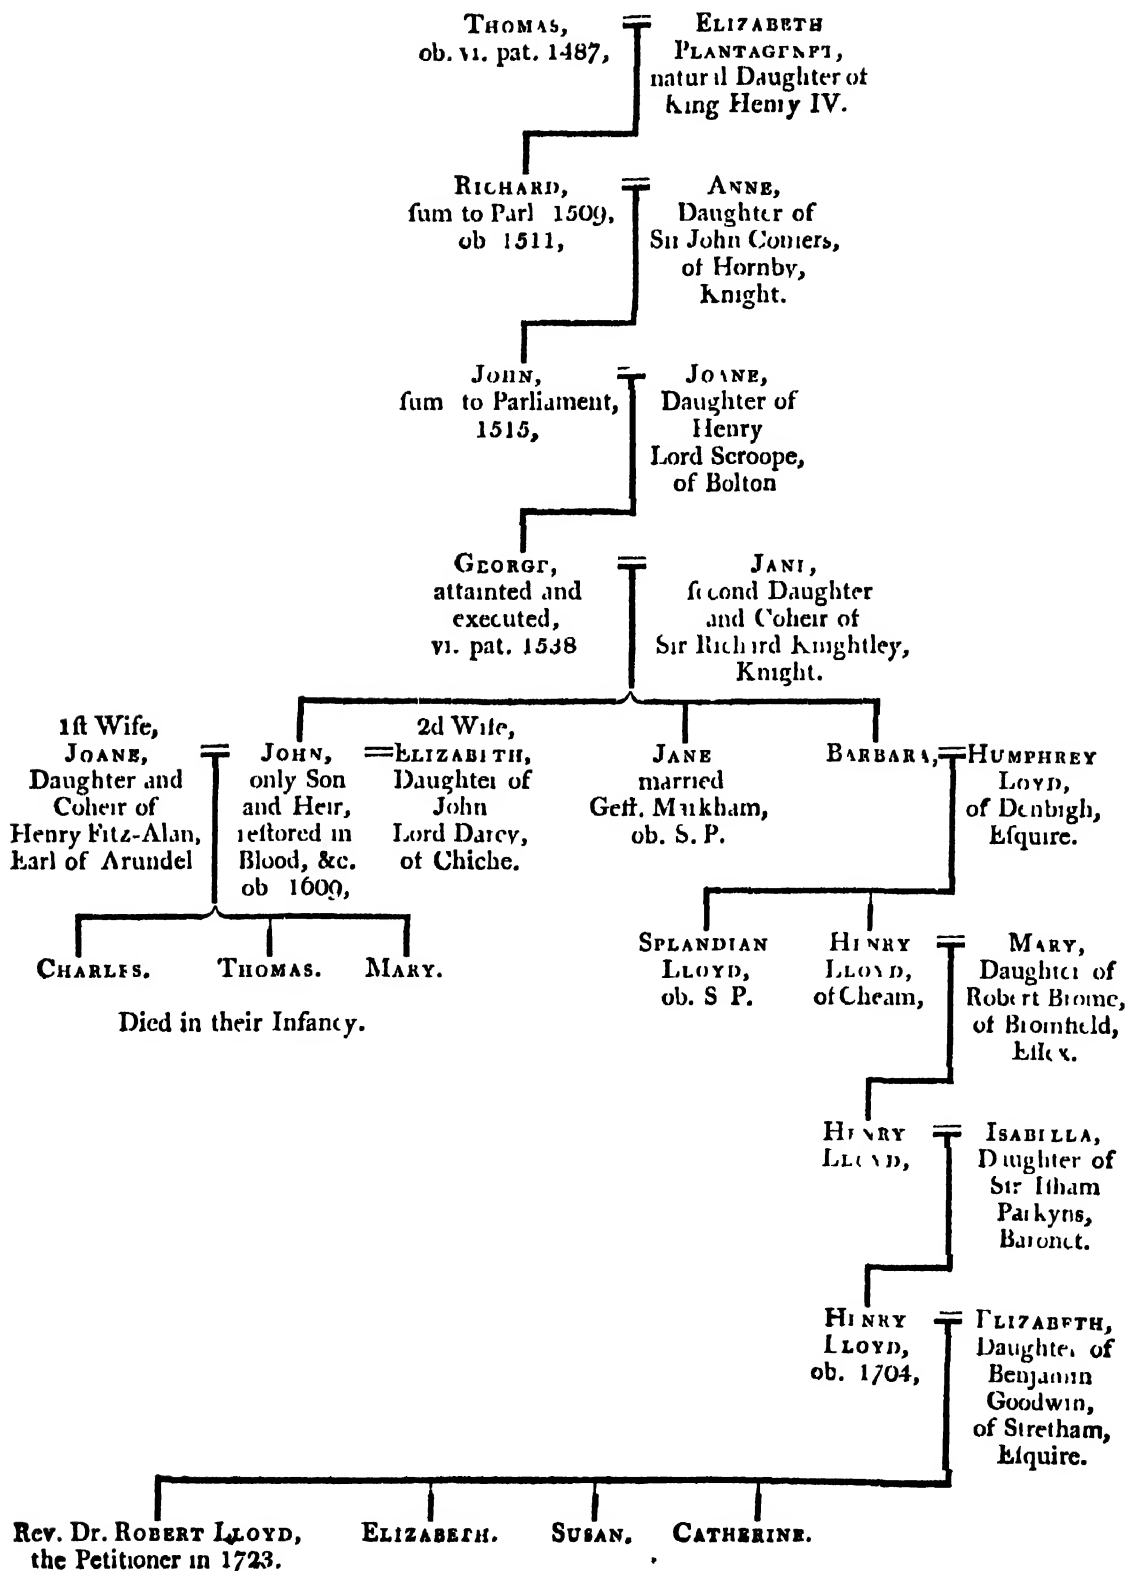 THOMAS,
ob. vi. pat. 1487,
ELIZABETH
PLANTAGENET,
natural Daughter of
King Henry IV.
RICHARD,
ſum to Parl 1509,
ob 1511,
ANNE,
Daughter of
Sir John Coniers,
of Hornby,
Knight.
JOHN,
ſum to Parliament,
1515,
JOANE,
Daughter of
Henry
Lord Scroope,
of Bolton
GEORGE,
attainted and
executed,
vi. pat. 1538
JANE,
ſecond Daughter
and Coheir of
Sir Richard Knightley,
Knight.
1ſt Wife,
JOANE,
Daughter and
Coheir of
Henry Fitz-Alan,
Earl of Arundel
JOHN,
only Son
and Heir,
reſtored in
Blood, &c.
ob 1609,
2d Wife,
ELIZABETH,
Daughter of
John
Lord Darcy,
of Chiche.
JANE
married
Geff. Markham,
ob. S. P.
BARBARA,
HUMPHREY
LOYD,
of Denbigh,
Eſquire.
CHARLES.
THOMAS.
MARY.
Died in their Infancy.
SPLANDIAN
LLOYD,
ob. S P.
HENRY
LLOYD,
of Cheam,
MARY,
Daughter of
Robert Brome,
of Bromfield,
Eſſex.
HENRY
LLOYD,
ISABELLA,
Daughter of
Sir Iſham
Parkyns,
Baronet.
HENRY
LLOYD,
ob. 1704,
ELIZABETH,
Daughter of
Benjamin
Goodwin,
of Stretham,
Eſquire.
Rev. Dr. ROBERT LLOYD,
the Petitioner in 1723.
ELIZABETH.
SUSAN.
CATHERINE.